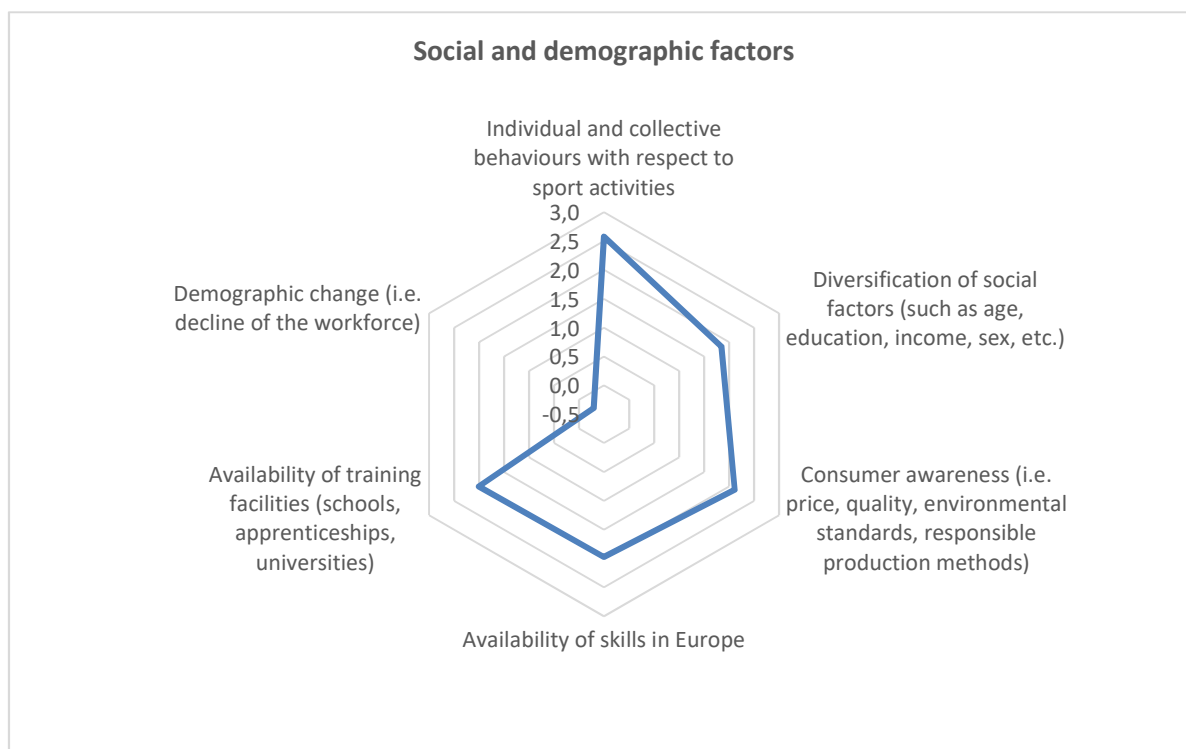 Social and demographic factors
Individual and collective
behaviours with respect to
sport activities
3,0
2,5
2,0
1,5
1,0
0,5
0,0
-0,5
Diversification of social
factors (such as age,
education, income, sex, etc.)
Consumer awareness (i.e.
price, quality, environmental
standards, responsible
production methods)
Availability of skills in Europe
Availability of training
facilities (schools,
apprenticeships,
universities)
Demographic change (i.e.
decline of the workforce)